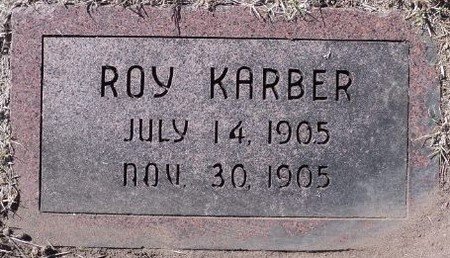 ROY KARBER
JULY 14, 1905
NOV. 30, 1905